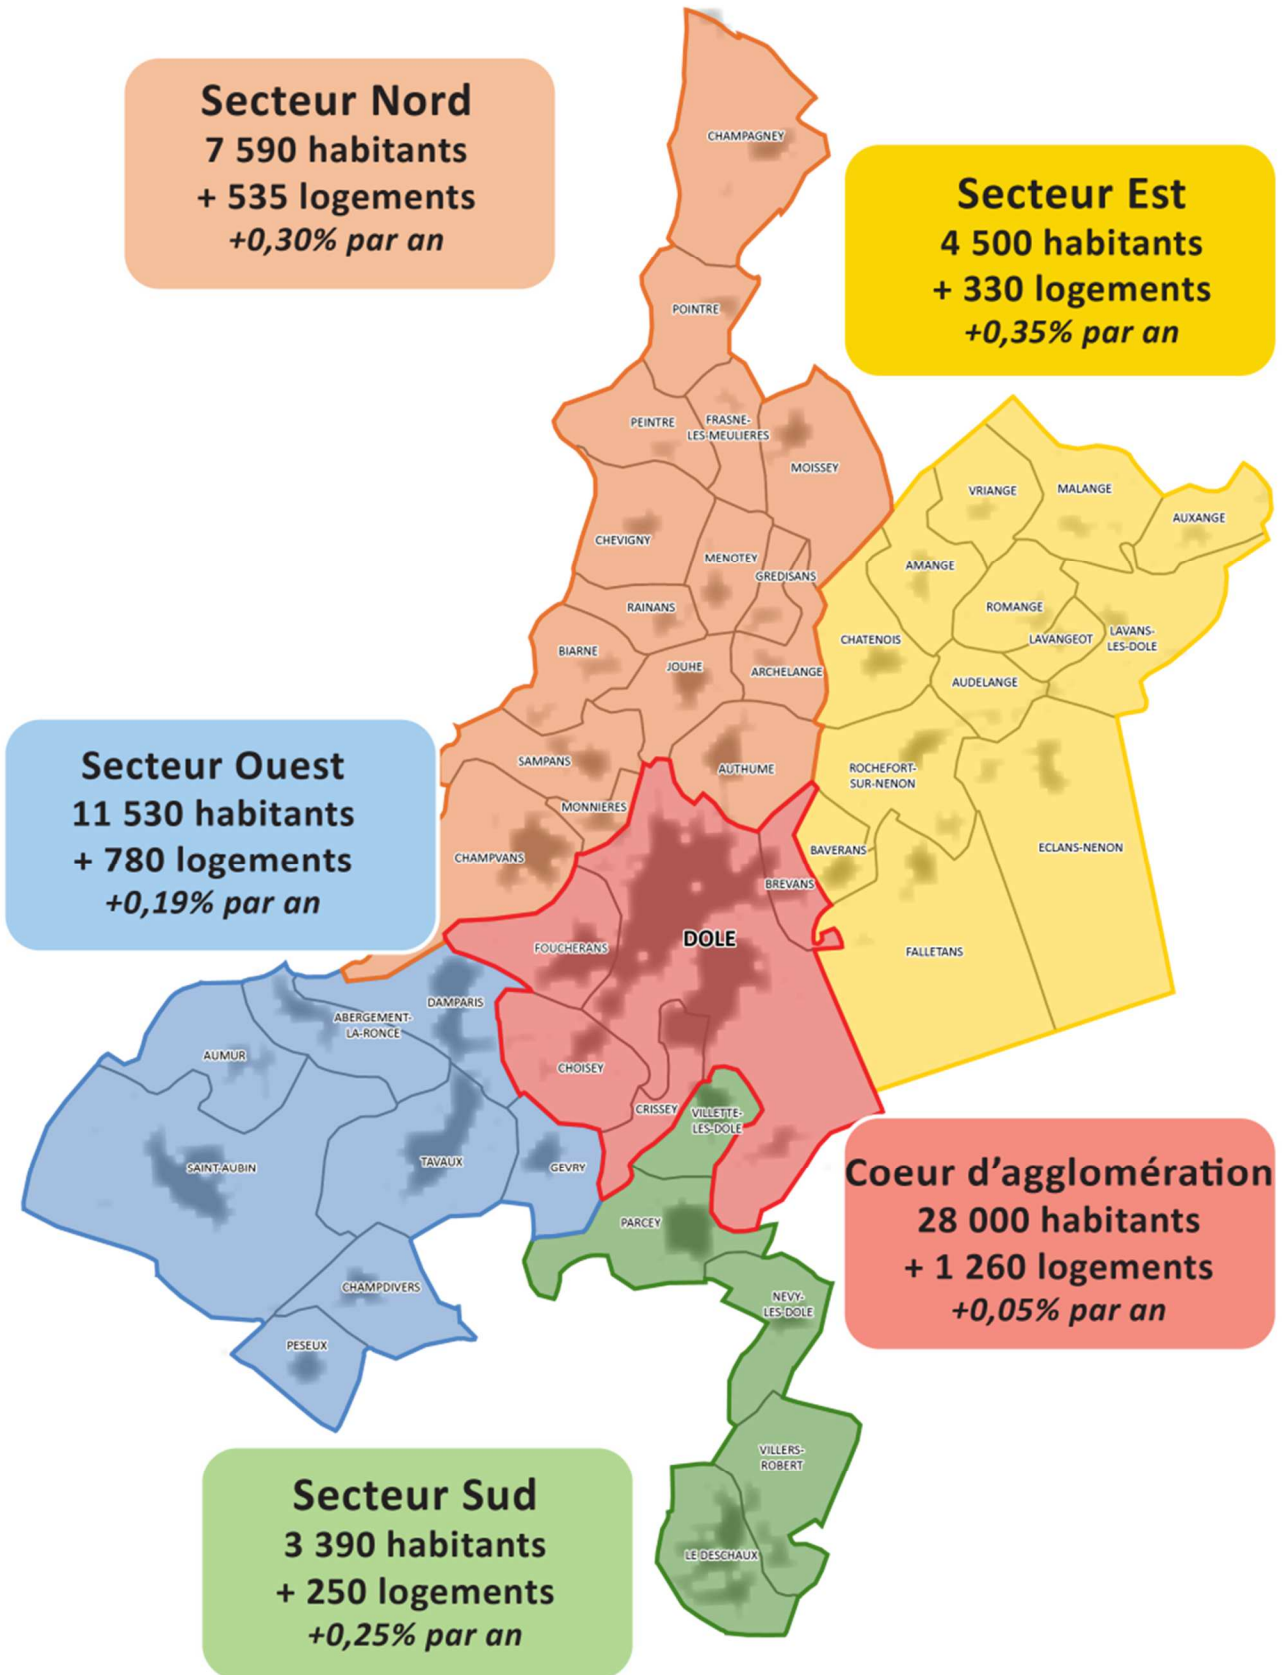 Secteur Nord
7 590 habitants
+ 535 logements
+0,30% par an
Secteur Est
4 500 habitants
+ 330 logements
+0,35% par an
CHAMPAGNEY
POINTRE
PEINTRE
FRASNE-
LES-MEULIERES
MOISSEY
CHEVIGNY
MENOTEY
GREDISANS
RAINANS
BIARNE
JOUHE
ARCHELANGE
SAMPANS
AUTHUME
MONNIERES
CHAMPVANS
VRIANGE
MALANGE
AUXANGE
AMANGE
ROMANGE
CHATENOIS
LAVANGEOT
LAVANS-
LES-DOLE
AUDELANGE
ROCHEFORT-
SUR-NENON
BAVERANS
ECLANS-NENON
FALLETANS
Secteur Ouest
11 530 habitants
+ 780 logements
+0,19% par an
BREVANS
DOLE
FOUCHERANS
CHOISEY
CRISSEY
DAMPARIS
ABERGEMENT-
LA-RONCE
AUMUR
SAINT-AUBIN
TAVAUX
GEVRY
CHAMPDIVERS
PESEUX
VILLETTE-
LES-DOLE
PARCEY
NEVY-
LES-DOLE
VILLERS-
ROBERT
LE DESCHAUX
Coeur d’agglomération
28 000 habitants
+ 1 260 logements
+0,05% par an
Secteur Sud
3 390 habitants
+ 250 logements
+0,25% par an